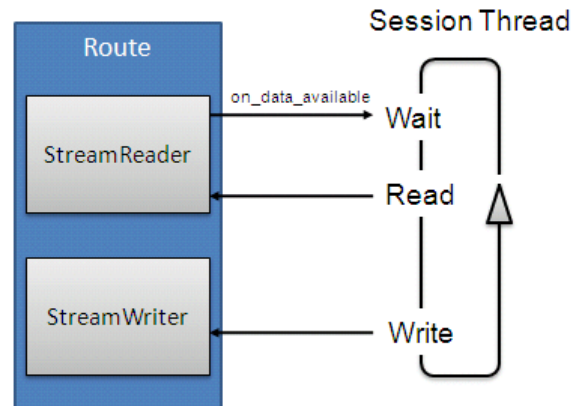 Session Thread
Route
on_data_available
Wait
StreamReader
Read
StreamWriter
Write